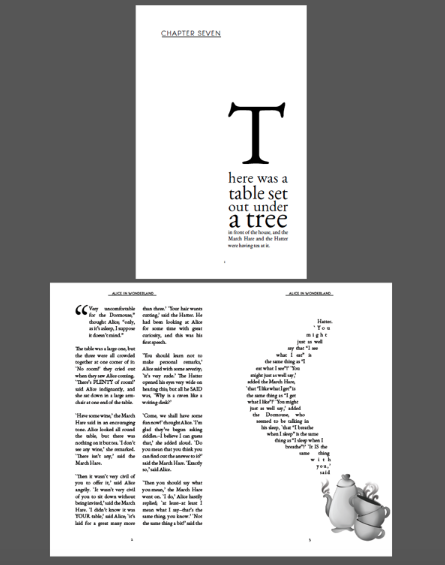 CHAPTER SEVEN
T
here was a
table set
out under
a tree
in front of the house, and the
March Hare and the Hatter
were having tea at it.
ALICE IN WONDERLAND
“Very uncomfortable
for the Dormouse,”
thought Alice; “only,
as it’s asleep, I suppose
it doesn’t mind.”
The table was a large one, but
the three were all crowded
together at one corner of it:
‘No room!’ they cried out
when they saw Alice coming.
‘There’s PLENTY of room!’
said Alice indignantly, and
she sat down in a large arm-
chair at one end of the table.
‘Have some wine,’ the March
Hare said in an encouraging
tone. Alice looked all round
the table, but there was
nothing on it but tea. ‘I don’t
see any wine,’ she remarked.
‘There isn’t any,’ said the
March Hare.
‘Then it wasn’t very civil of
you to offer it,’ said Alice
angrily. ‘It wasn’t very civil
of you to sit down without
being invited,’ said the March
Hare. ‘I didn’t know it was
YOUR table,’ said Alice; ‘it’s
laid for a great many more
than three.’ ‘Your hair wants
cutting,’ said the Hatter. He
had been looking at Alice
for some time with great
curiosity, and this was his
first speech.
‘You should learn not to
make personal remarks,’
Alice said with some severity;
‘it’s very rude.’ The Hatter
opened his eyes very wide on
hearing this; but all he SAID
was, ‘Why is a raven like a
writing-desk?’
‘Come, we shall have some
fun now!’ thought Alice. ‘I’m
glad they’ve begun asking
riddles.–I believe I can guess
that,’ she added aloud. ‘Do
you mean that you think you
can find out the answer to it?’
said the March Hare. ‘Exactly
so,’ said Alice.
‘Then you should say what
you mean,’ the March Hare
went on. ‘I do,’ Alice hastily
replied; ‘at least–at least I
mean what I say–that’s the
same thing, you know.’ ‘Not
the same thing a bit!’ said the
ALICE IN WONDERLAND
Hatter.
‘You
might
just as well
say that “I see
what I eat” is
the same thing as “I
eat what I see”!’ ‘You
might just as well say,’
added the March Hare,
‘that “I like what I get” is
the same thing as “I get
what I like”!’ ‘You might
just as well say,’ added
the Dormouse, who
seemed to be talking in
his sleep, ‘that “I breathe
when I sleep” is the same
thing as “I sleep when I
breathe”!’ ‘It IS the
same thing
with
you,’
said